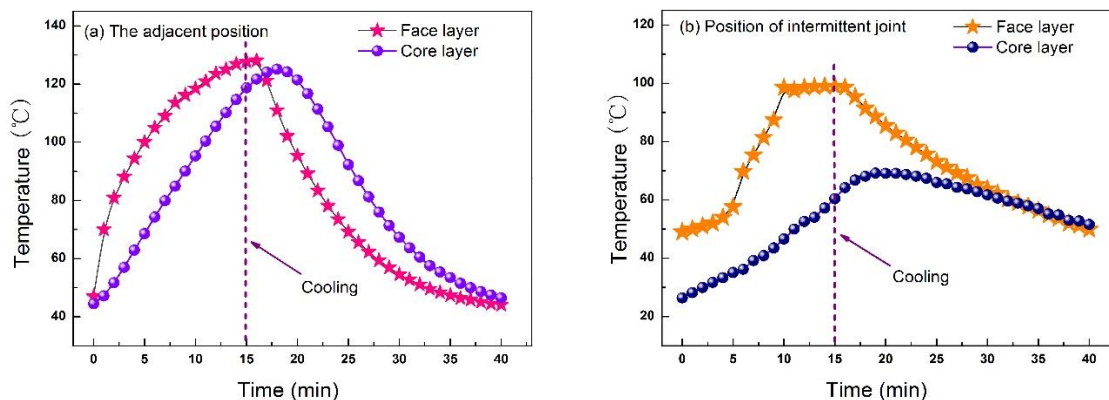 (a) The adjacent position
Face layer
Core layer
Cooling
Temperature (℃)
140
120
100
80
60
40
0 5 10 15 20 25 30 35 40
Time (min)
(b) Position of intermittent joint
Face layer
Core layer
Cooling
Temperature (℃)
120
100
80
60
40
20
0 5 10 15 20 25 30 35 40
Time (min)